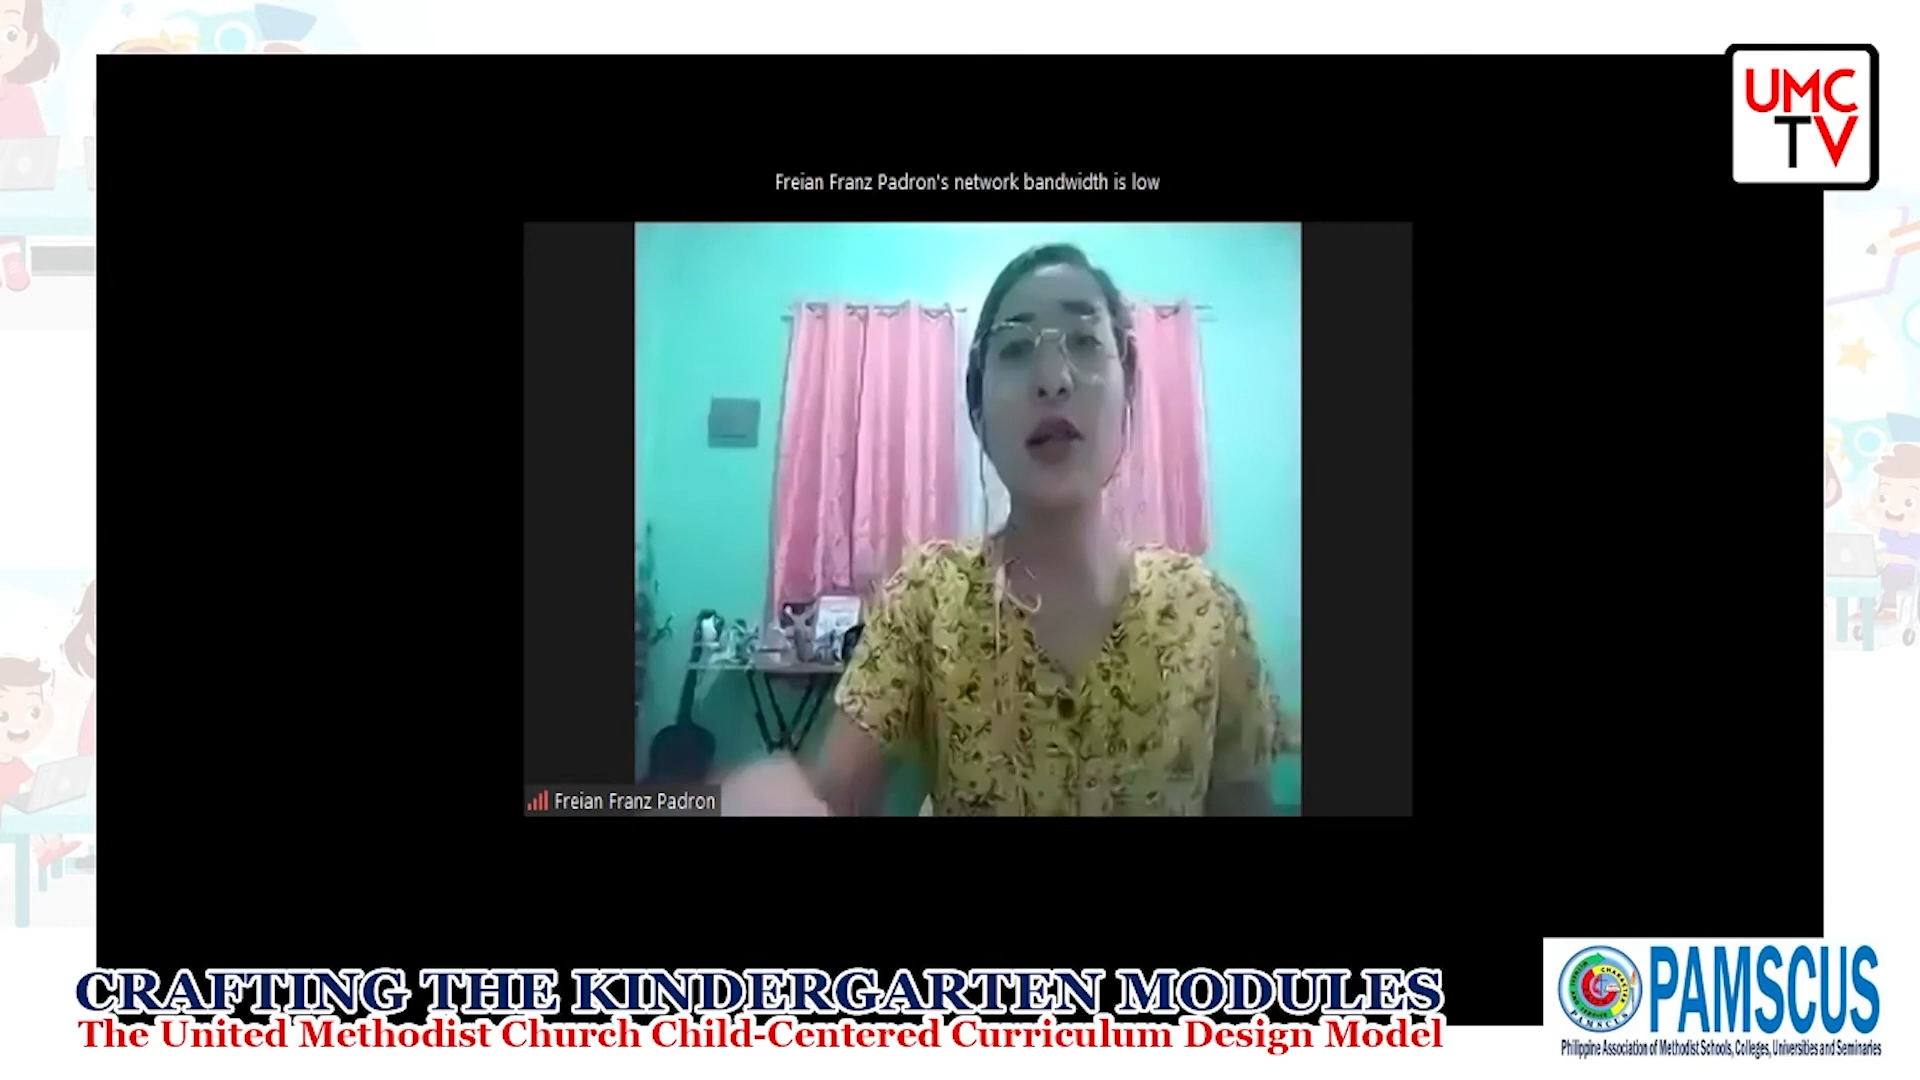 UMC
TV
Freian Franz Padron's network bandwidth is low
Freian Franz Padron
CRAFTING THE KINDERGARTEN MODULES
The United Methodist Church Child-Centered Curriculum Design Model
PAMSCUS
Philippine Association of Methodist Schools, Colleges, Universities and Seminaries